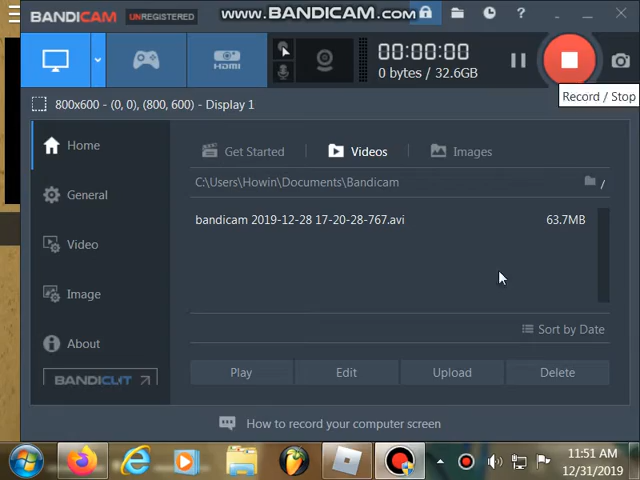 BANDICAM UNREGISTERED
www.BANDICAM.com
HDMI
00:00:00
0 bytes / 32.6GB
Record / Stop
800x600 - (0, 0), (800, 600) - Display 1
Home
General
Video
Image
About
BANDICUT
Get Started
Videos
Images
C:\Users\Howin\Documents\Bandicam
/
bandicam 2019-12-28 17-20-28-767.avi 63.7MB
Sort by Date
Play
Edit
Upload
Delete
How to record your computer screen
11:51 AM
12/31/2019